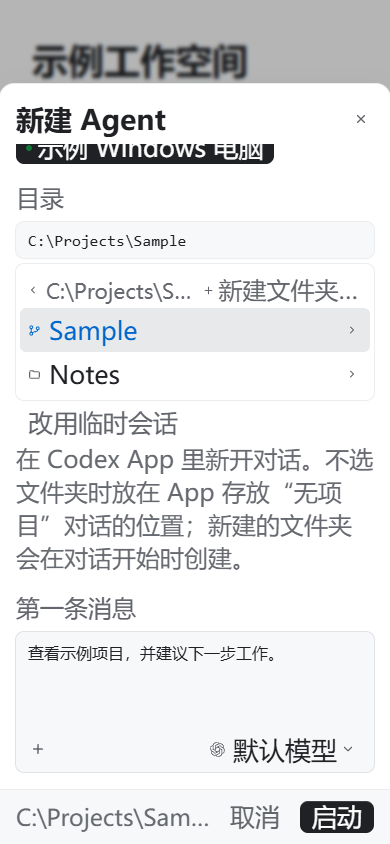 示例工作空间
新建 Agent
示例 Windows 电脑
目录
C:\Projects\Sample
C:\Projects\S... + 新建文件夹...
Sample
Notes
改用临时会话
在 Codex App 里新开对话。不选
文件夹时放在 App 存放“无项
目”对话的位置；新建的文件夹
会在对话开始时创建。
第一条消息
查看示例项目，并建议下一步工作。
默认模型
C:\Projects\Sam... 取消 启动